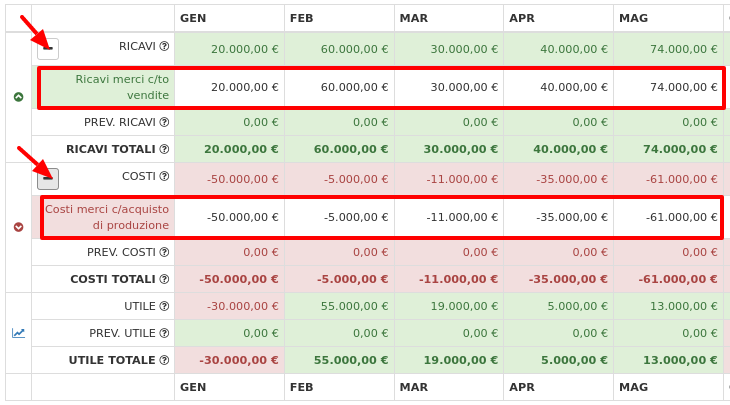 GEN FEB MAR APR MAG
RICAVI 20.000,00 € 60.000,00 € 30.000,00 € 40.000,00 € 74.000,00 €
Ricavi merci c/to
vendite 20.000,00 € 60.000,00 € 30.000,00 € 40.000,00 € 74.000,00 €
PREV. RICAVI 0,00 € 0,00 € 0,00 € 0,00 € 0,00 €
RICAVI TOTALI 20.000,00 € 60.000,00 € 30.000,00 € 40.000,00 € 74.000,00 €
COSTI -50.000,00 € -5.000,00 € -11.000,00 € -35.000,00 € -61.000,00 €
Costi merci c/acquisto
di produzione -50.000,00 € -5.000,00 € -11.000,00 € -35.000,00 € -61.000,00 €
PREV. COSTI 0,00 € 0,00 € 0,00 € 0,00 € 0,00 €
COSTI TOTALI -50.000,00 € -5.000,00 € -11.000,00 € -35.000,00 € -61.000,00 €
UTILE -30.000,00 € 55.000,00 € 19.000,00 € 5.000,00 € 13.000,00 €
PREV. UTILE 0,00 € 0,00 € 0,00 € 0,00 € 0,00 €
UTILE TOTALE -30.000,00 € 55.000,00 € 19.000,00 € 5.000,00 € 13.000,00 €
GEN FEB MAR APR MAG